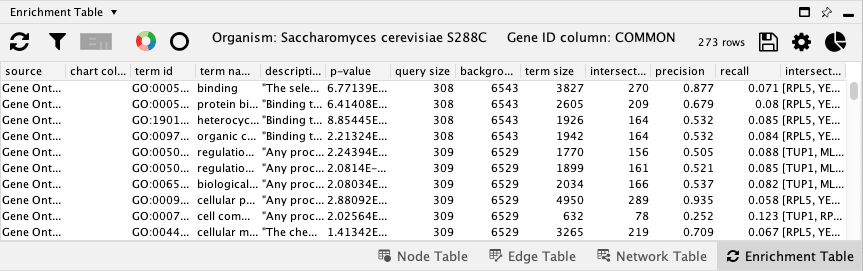 Enrichment Table
Organism: Saccharomyces cerevisiae S288C Gene ID column: COMMON 273 rows
source chart col... term id term na... descripti... p-value query size backgro... term size intersect... precision recall intersect...
Gene Ont... GO:0005... binding "The sele... 6.77139E... 308 6543 3827 270 0.877 0.071 [RPL5, YE...
Gene Ont... GO:0005... protein bi... "Binding t... 6.41408E... 308 6543 2605 209 0.679 0.08 [RPL5, YE...
Gene Ont... GO:1901... heterocyc... "Binding t... 8.85445E... 308 6543 1926 164 0.532 0.085 [RPL5, YE...
Gene Ont... GO:0097... organic c... "Binding t... 2.21324E... 308 6543 1942 164 0.532 0.084 [RPL5, YE...
Gene Ont... GO:0050... regulatio... "Any proc... 2.24394E... 309 6529 1770 156 0.505 0.088 [TUP1, ML...
Gene Ont... GO:0050... regulatio... "Any proc... 2.0814E-... 309 6529 1899 161 0.521 0.085 [TUP1, ML...
Gene Ont... GO:0065... biological... "Any proc... 2.08034E... 309 6529 2034 166 0.537 0.082 [TUP1, ML...
Gene Ont... GO:0009... cellular p... "Any proc... 2.88092E... 309 6529 4950 289 0.935 0.058 [RPL5, YE...
Gene Ont... GO:0007... cell com... "Any proc... 2.02564E... 309 6529 632 78 0.252 0.123 [TUP1, RP...
Gene Ont... GO:0044... cellular m... "The che... 1.41342E... 309 6529 3265 219 0.709 0.067 [RPL5, YE...
Node Table Edge Table Network Table Enrichment Table